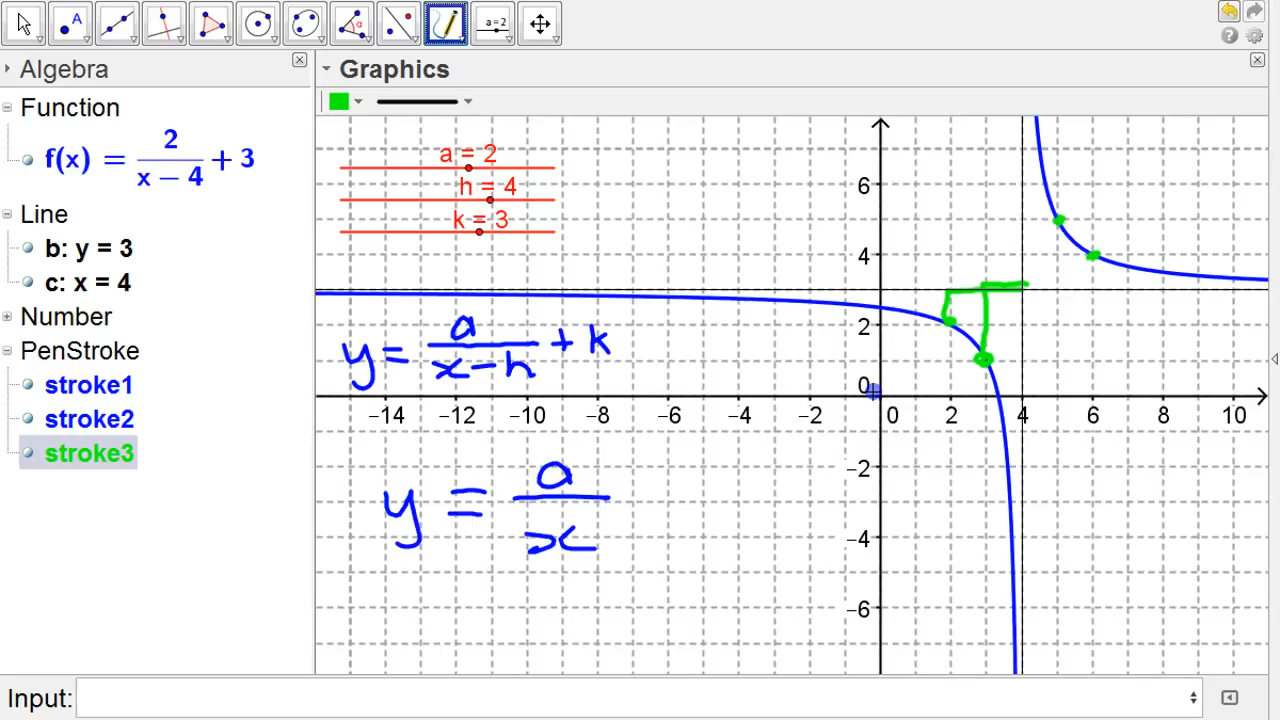 A α a = 2
Algebra
Graphics
Function
f(x) = 2/(x − 4) + 3
Line
b: y = 3
c: x = 4
Number
PenStroke
stroke1
stroke2
stroke3
a = 2
h = 4
k = 3
y = a/(x − h) + k
y = a/x
6
4
2
0
−14 −12 −10 −8 −6 −4 −2 0 2 4 6 8 10
−2
−4
−6
Input: